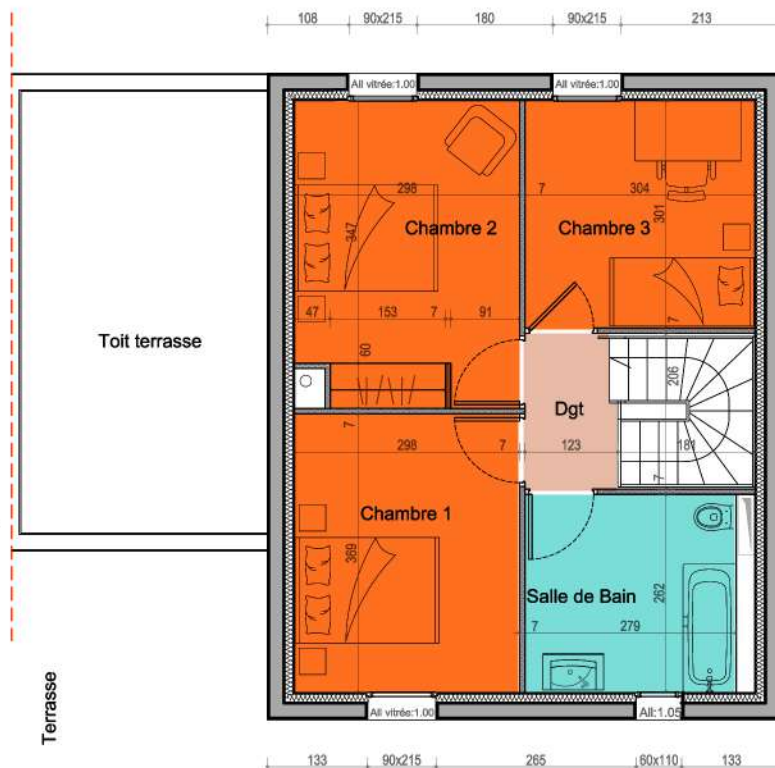 108 90x215 180 90x215 213
All vitrée:1.00 All vitrée:1.00
298 7 304
301
Chambre 2 Chambre 3
347
47 153 7 91 7
60
Toit terrasse
206
Dgt
7 298 7 123 181
7
Chambre 1
369
Salle de Bain
262
7 279
Terrasse
All vitrée:1.00 All:1.05
133 90x215 265 60x110 133